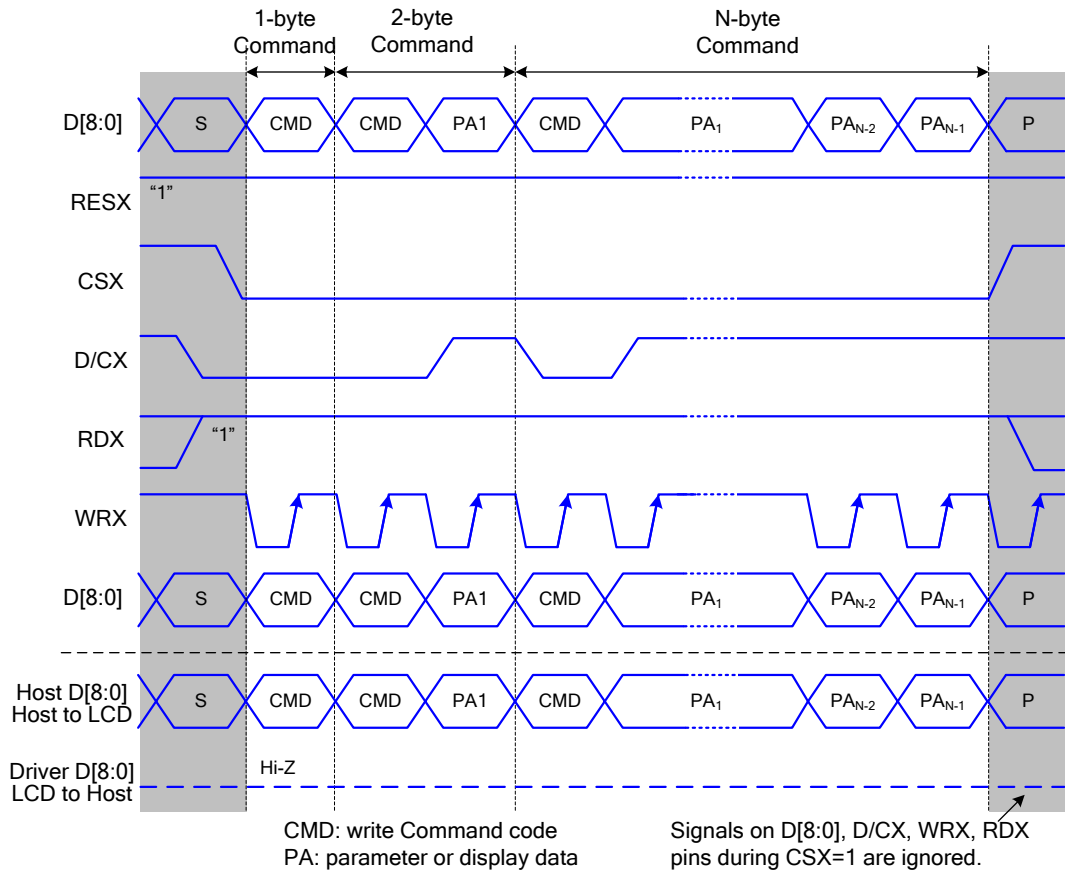 1-byte
Command
2-byte
Command
N-byte
Command
D[8:0]
S
CMD
CMD
PA1
CMD
PA₁
PAN-2
PAN-1
P
RESX
“1”
CSX
D/CX
RDX
“1”
WRX
D[8:0]
S
CMD
CMD
PA1
CMD
PA₁
PAN-2
PAN-1
P
Host D[8:0]
Host to LCD
S
CMD
CMD
PA1
CMD
PA₁
PAN-2
PAN-1
P
Driver D[8:0]
LCD to Host
Hi-Z
CMD: write Command code
PA: parameter or display data
Signals on D[8:0], D/CX, WRX, RDX
pins during CSX=1 are ignored.